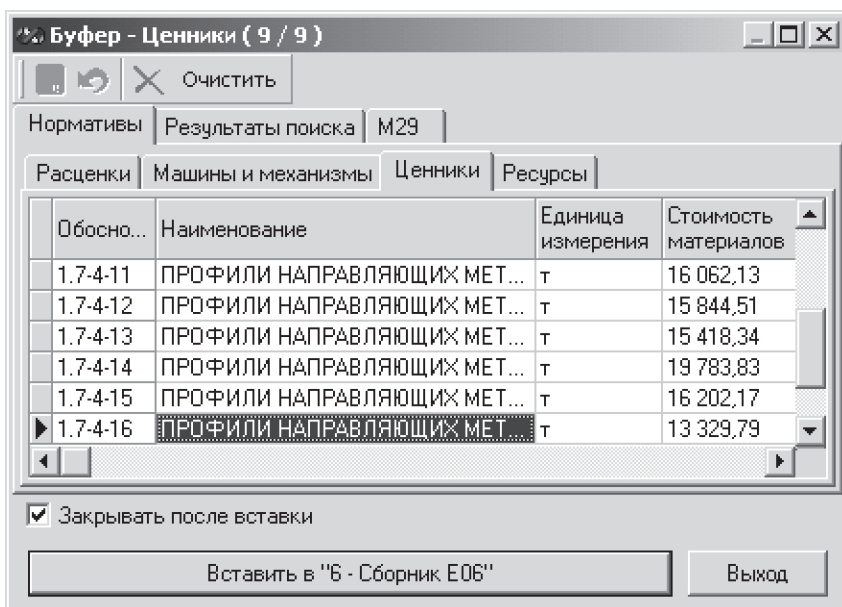 Буфер - Ценники ( 9 / 9 )
Очистить
Нормативы Результаты поиска М29
Расценки Машины и механизмы Ценники Ресурсы
Обосно... Наименование Единица измерения Стоимость материалов
1.7-4-11 ПРОФИЛИ НАПРАВЛЯЮЩИХ МЕТ... т 16 062,13
1.7-4-12 ПРОФИЛИ НАПРАВЛЯЮЩИХ МЕТ... т 15 844,51
1.7-4-13 ПРОФИЛИ НАПРАВЛЯЮЩИХ МЕТ... т 15 418,34
1.7-4-14 ПРОФИЛИ НАПРАВЛЯЮЩИХ МЕТ... т 19 783,83
1.7-4-15 ПРОФИЛИ НАПРАВЛЯЮЩИХ МЕТ... т 16 202,17
1.7-4-16 ПРОФИЛИ НАПРАВЛЯЮЩИХ МЕТ... т 13 329,79
Закрывать после вставки
Вставить в "6 - Сборник Е06" Выход